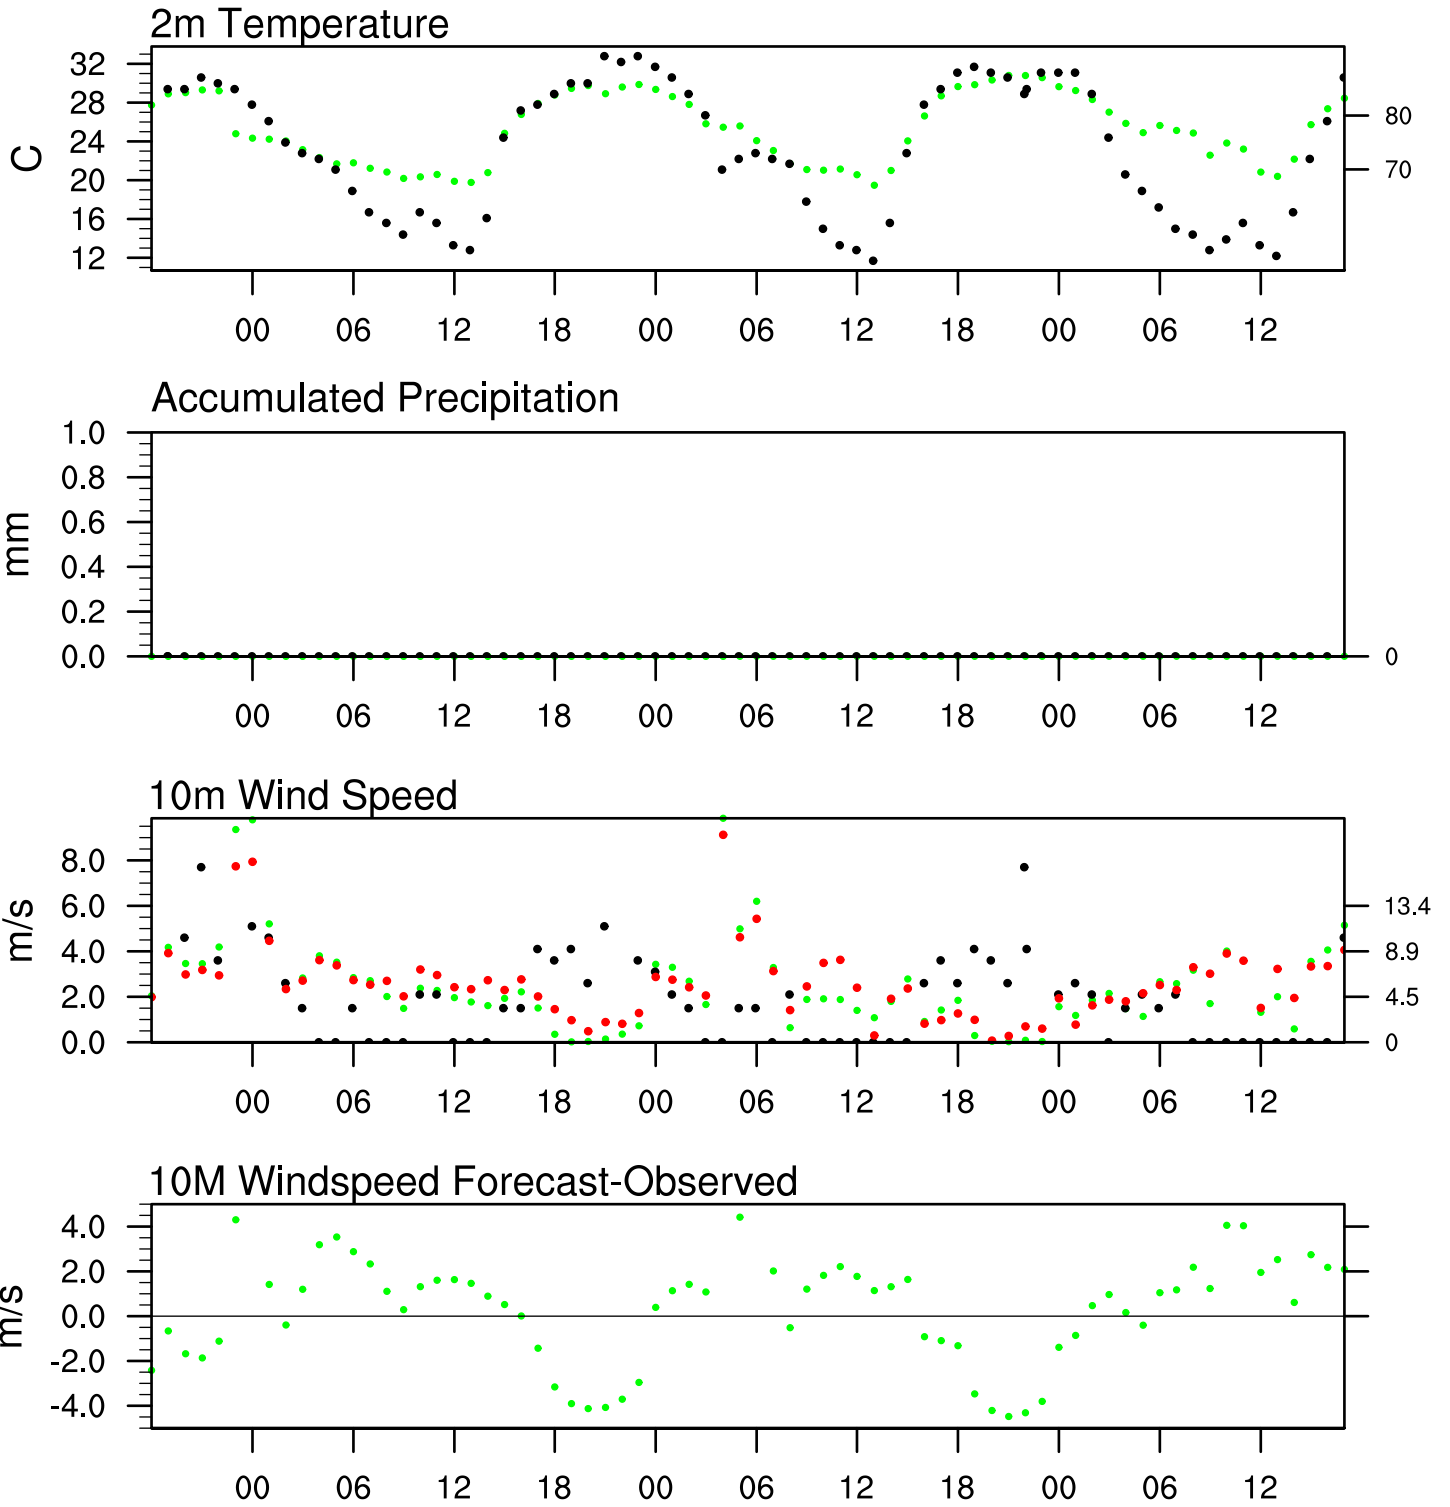 2m Temperature
32
28
24
20
16
12
C
80
70
00 06 12 18 00 06 12 18 00 06 12
Accumulated Precipitation
1.0
0.8
0.6
0.4
0.2
0.0
mm
0
00 06 12 18 00 06 12 18 00 06 12
10m Wind Speed
8.0
6.0
4.0
2.0
0.0
m/s
13.4
8.9
4.5
0
00 06 12 18 00 06 12 18 00 06 12
10M Windspeed Forecast-Observed
4.0
2.0
0.0
-2.0
-4.0
m/s
00 06 12 18 00 06 12 18 00 06 12